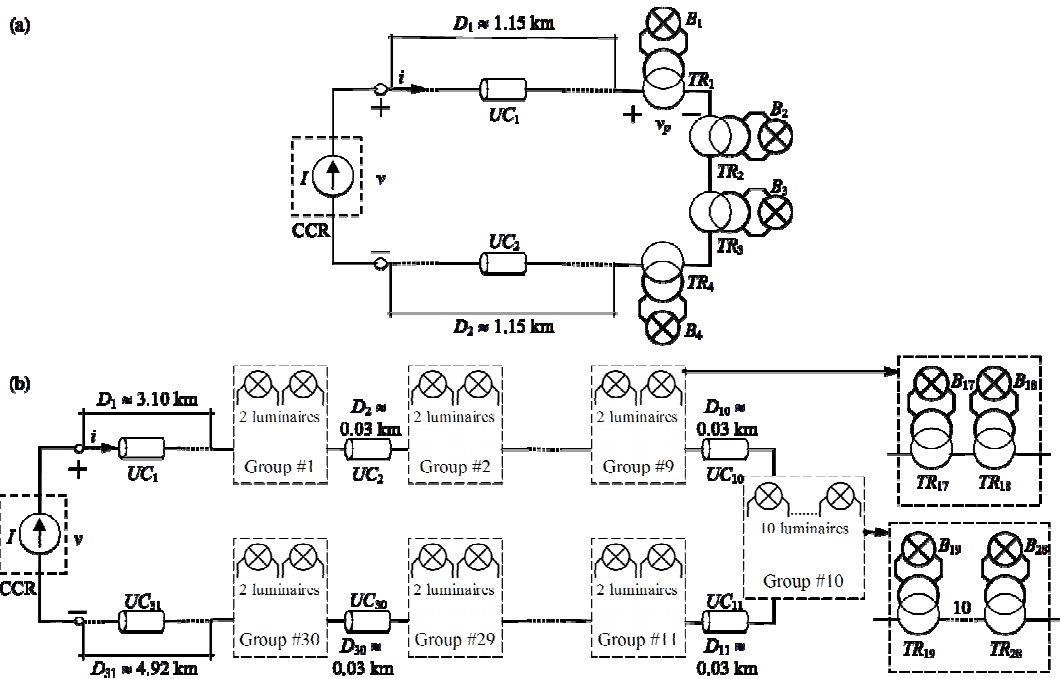 (a)
D₁ ≈ 1.15 km
B₁
i
UC₁
TR₁
+
+
v_p
−
B₂
TR₂
I
v
CCR
B₃
TR₃
−
UC₂
TR₄
D₂ ≈ 1.15 km
B₄
(b)
D₁ ≈ 3.10 km
i
+
UC₁
2 luminaires
Group #1
D₂ ≈
0.03 km
UC₂
2 luminaires
Group #2
2 luminaires
Group #9
D₁₀ ≈
0.03 km
UC₁₀
B₁₇
B₁₈
TR₁₇
TR₁₈
I
v
CCR
10 luminaires
Group #10
−
UC₃₁
D₃₁ ≈ 4.92 km
2 luminaires
Group #30
UC₃₀
D₃₀ ≈
0.03 km
2 luminaires
Group #29
2 luminaires
Group #11
UC₁₁
D₁₁ ≈
0.03 km
B₁₉
B₂₈
10
TR₁₉
TR₂₈